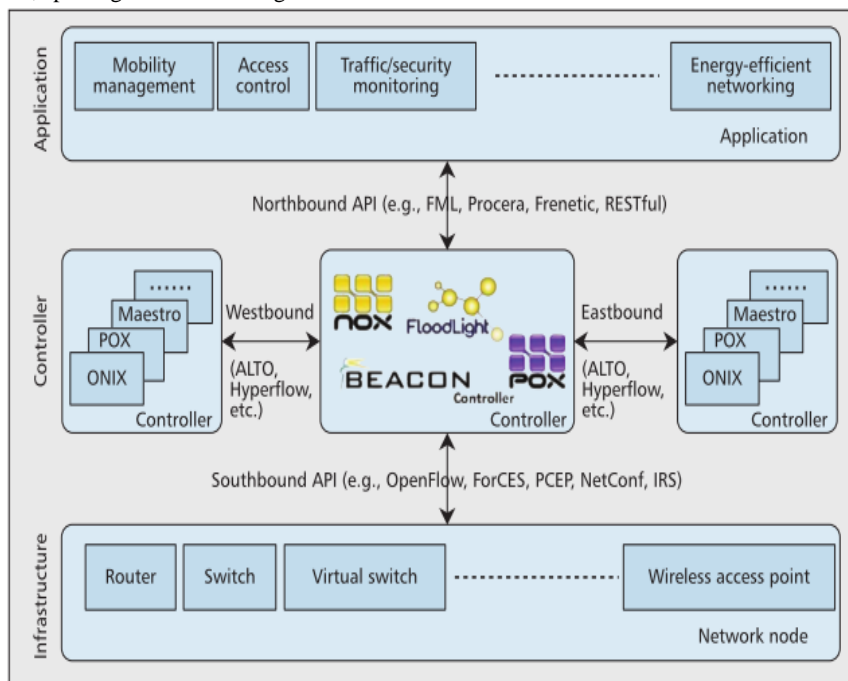 Application
Mobility
management
Access
control
Traffic/security
monitoring
Energy-efficient
networking
Application
Northbound API (e.g., FML, Procera, Frenetic, RESTful)
Controller
......
Maestro
POX
ONIX
Controller
Westbound
(ALTO,
Hyperflow,
etc.)
NOX
FloodLight
BEACON
Controller
POX
Controller
Eastbound
(ALTO,
Hyperflow,
etc.)
......
Maestro
POX
ONIX
Controller
Southbound API (e.g., OpenFlow, ForCES, PCEP, NetConf, IRS)
Infrastructure
Router
Switch
Virtual switch
Wireless access point
Network node